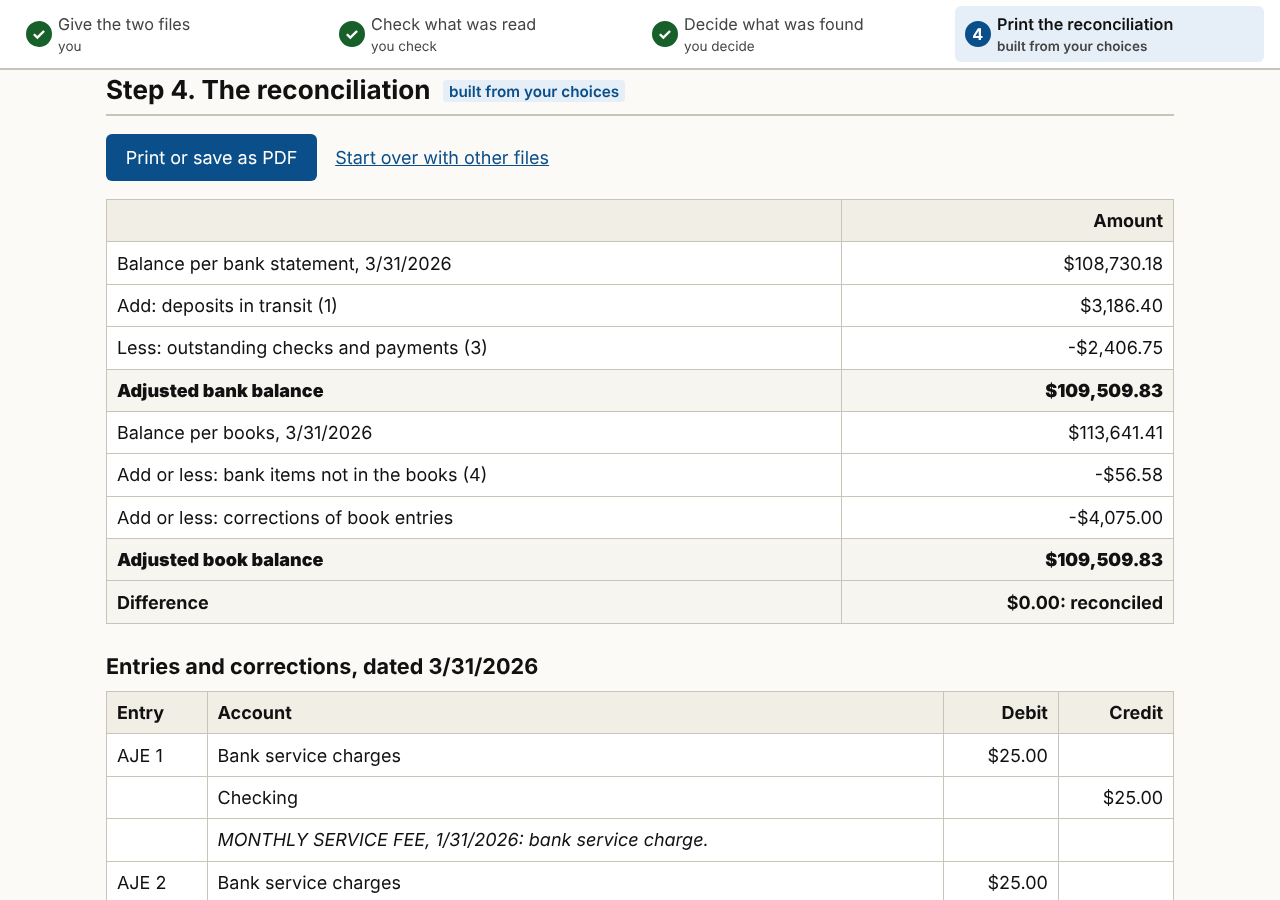 Give the two files
you
Check what was read
you check
Decide what was found
you decide
4
Print the reconciliation
built from your choices
Step 4. The reconciliation
built from your choices
Print or save as PDF
Start over with other files
Amount
Balance per bank statement, 3/31/2026 $108,730.18
Add: deposits in transit (1) $3,186.40
Less: outstanding checks and payments (3) -$2,406.75
Adjusted bank balance $109,509.83
Balance per books, 3/31/2026 $113,641.41
Add or less: bank items not in the books (4) -$56.58
Add or less: corrections of book entries -$4,075.00
Adjusted book balance $109,509.83
Difference $0.00: reconciled
Entries and corrections, dated 3/31/2026
Entry Account Debit Credit
AJE 1 Bank service charges $25.00
Checking $25.00
MONTHLY SERVICE FEE, 1/31/2026: bank service charge.
AJE 2 Bank service charges $25.00